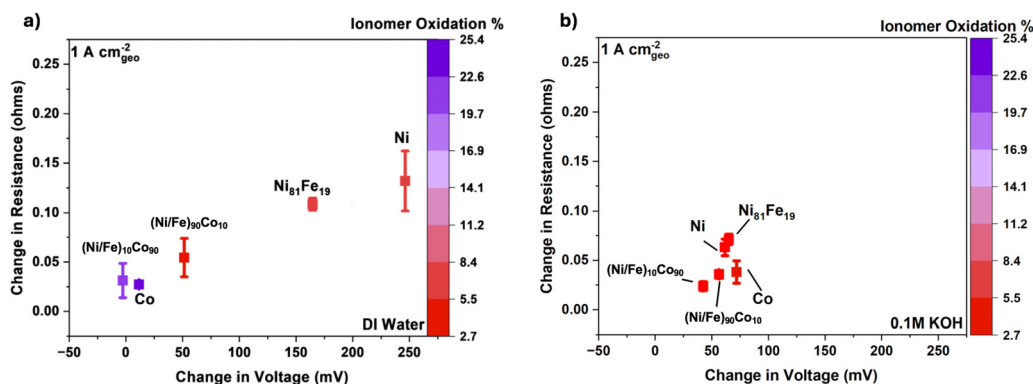 a)
Ionomer Oxidation %
1 A cm⁻²geo
0.25
0.20
0.15
0.10
0.05
0.00
Change in Resistance (ohms)
−50 0 50 100 150 200 250
Change in Voltage (mV)
Ni
Ni₈₁Fe₁₉
(Ni/Fe)₉₀Co₁₀
(Ni/Fe)₁₀Co₉₀
Co
DI Water
25.4
22.6
19.7
16.9
14.1
11.2
8.4
5.5
2.7
b)
Ionomer Oxidation %
1 A cm⁻²geo
0.25
0.20
0.15
0.10
0.05
0.00
Change in Resistance (ohms)
−50 0 50 100 150 200 250
Change in Voltage (mV)
Ni₈₁Fe₁₉
Ni
(Ni/Fe)₁₀Co₉₀
Co
(Ni/Fe)₉₀Co₁₀
0.1M KOH
25.4
22.6
19.7
16.9
14.1
11.2
8.4
5.5
2.7